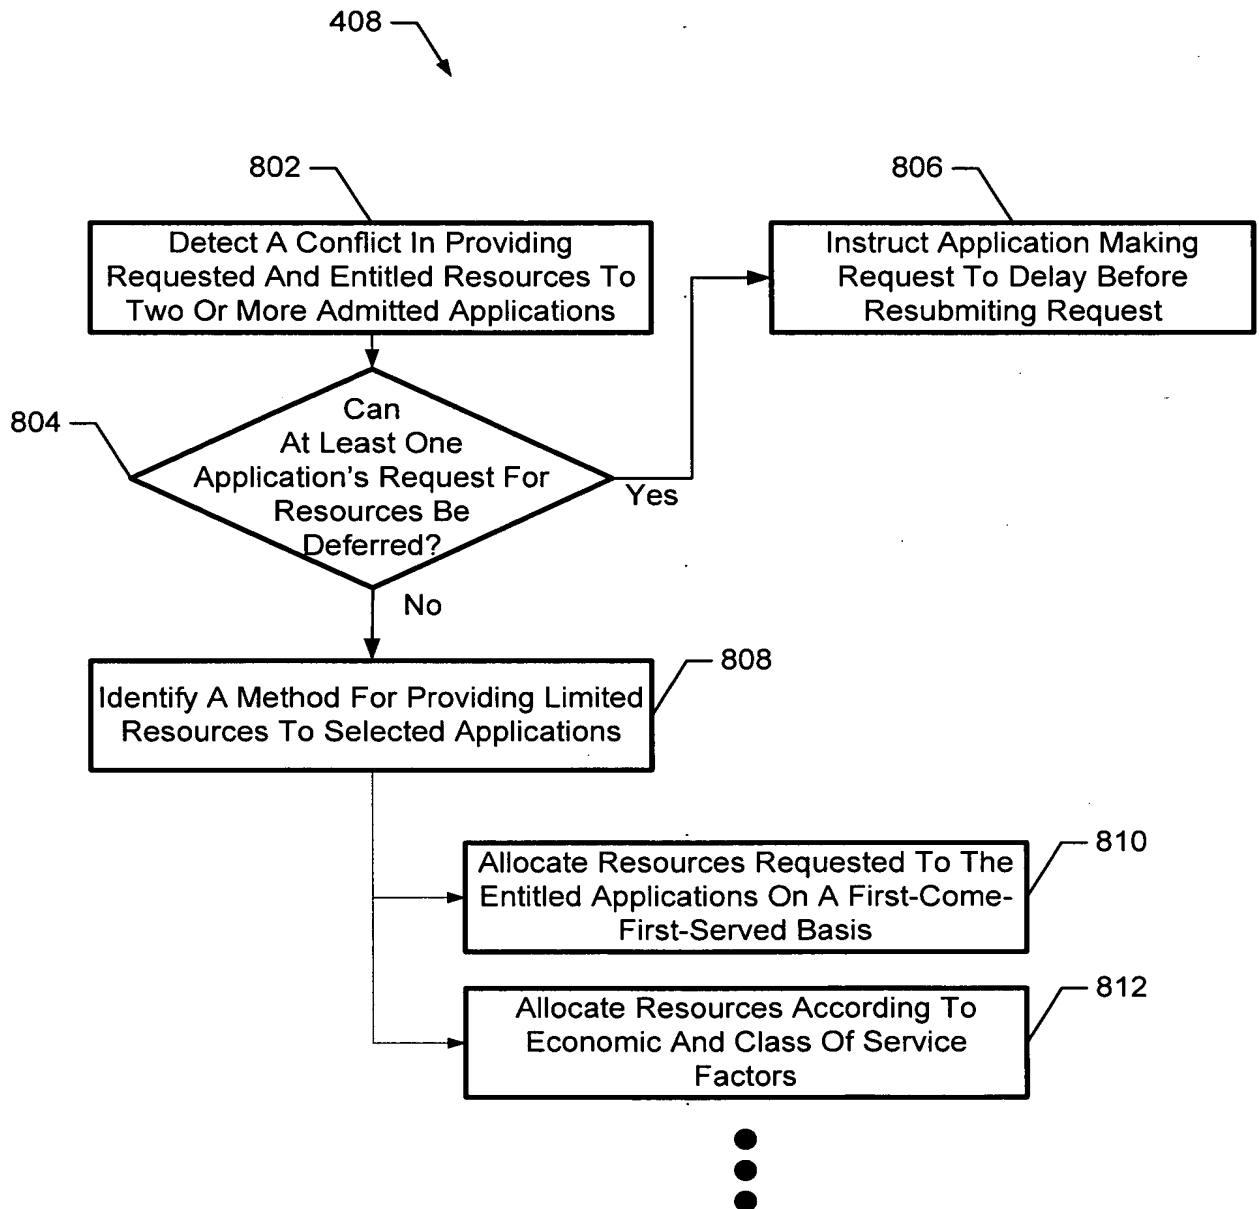 408
802
Detect A Conflict In Providing
Requested And Entitled Resources To
Two Or More Admitted Applications
806
Instruct Application Making
Request To Delay Before
Resubmiting Request
804
Can
At Least One
Application's Request For
Resources Be
Deferred?
Yes
No
808
Identify A Method For Providing Limited
Resources To Selected Applications
810
Allocate Resources Requested To The
Entitled Applications On A First-Come-
First-Served Basis
812
Allocate Resources According To
Economic And Class Of Service
Factors